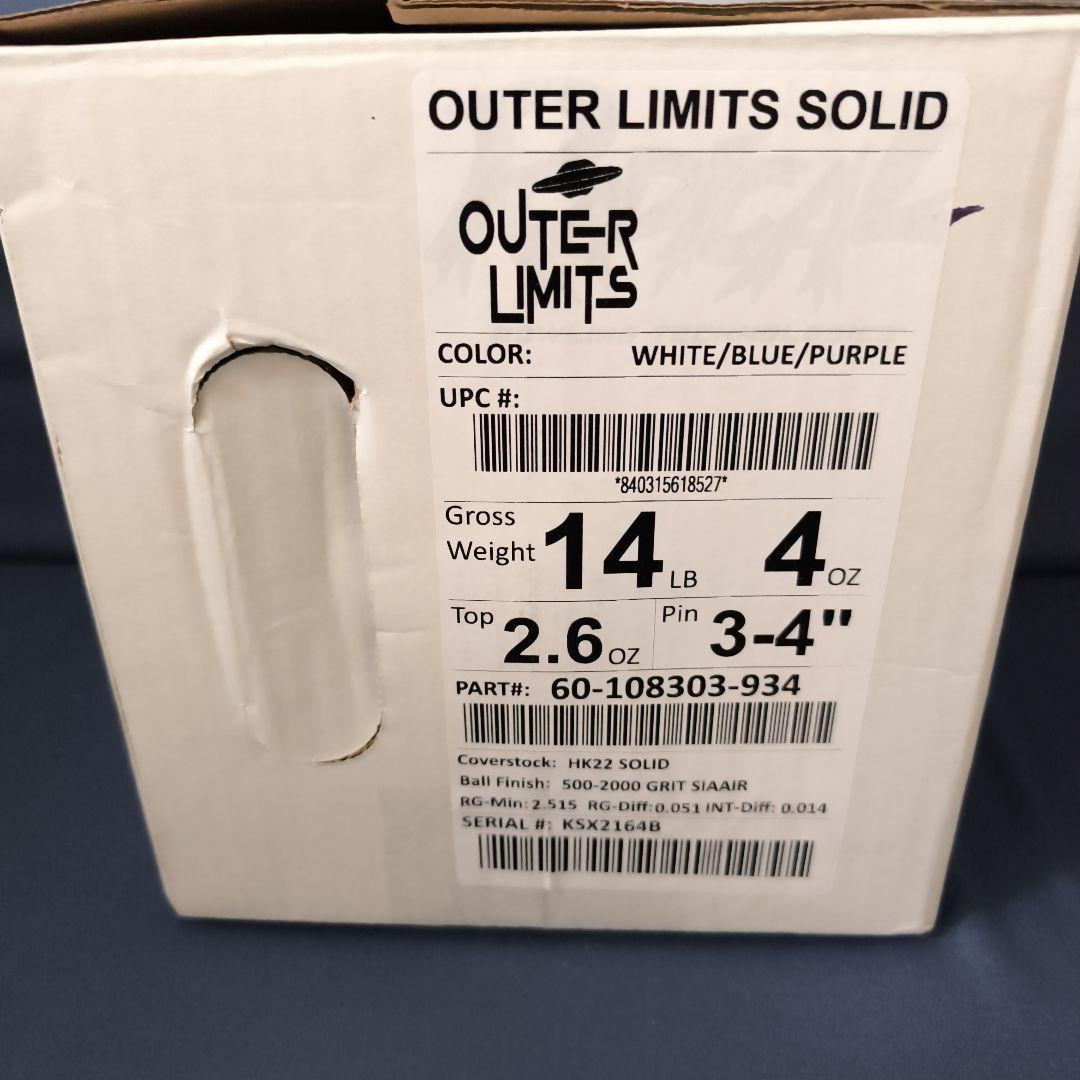 OUTER LIMITS SOLID
OUTER
LIMITS
COLOR: WHITE/BLUE/PURPLE
UPC #:
*840315618527*
Gross Weight 14 LB 4 OZ
Top 2.6 OZ Pin 3-4"
PART#: 60-108303-934
Coverstock: HK22 SOLID
Ball Finish: 500-2000 GRIT SIAAIR
RG-Min: 2.515 RG-Diff: 0.051 INT-Diff: 0.014
SERIAL #: KSX2164B